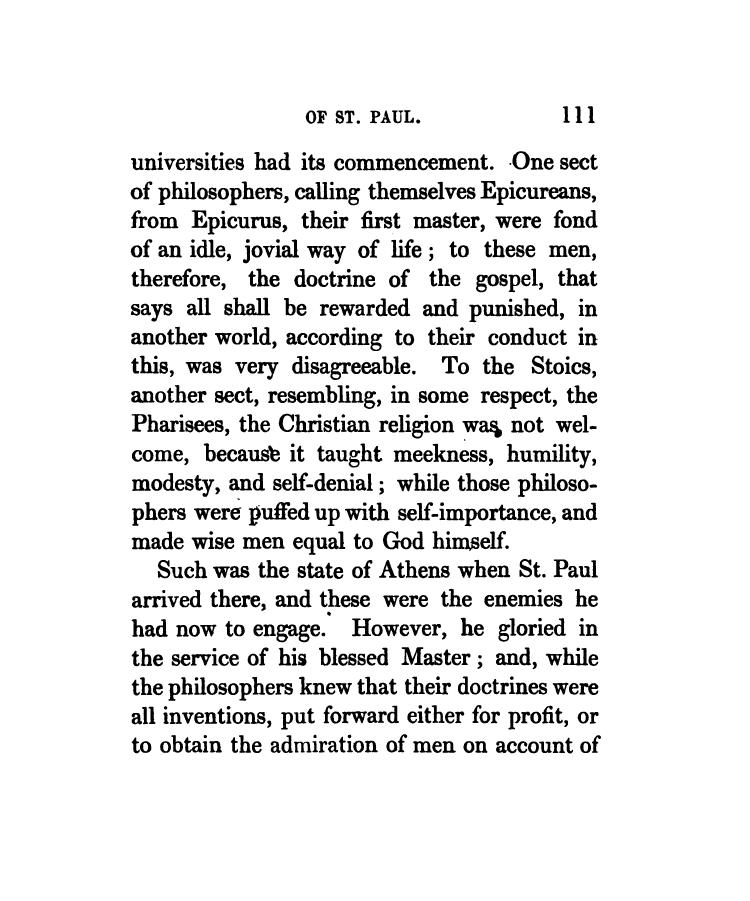 OF ST. PAUL. 111
universities had its commencement. One sect
of philosophers, calling themselves Epicureans,
from Epicurus, their first master, were fond
of an idle, jovial way of life ; to these men,
therefore, the doctrine of the gospel, that
says all shall be rewarded and punished, in
another world, according to their conduct in
this, was very disagreeable. To the Stoics,
another sect, resembling, in some respect, the
Pharisees, the Christian religion was, not wel-
come, because it taught meekness, humility,
modesty, and self-denial ; while those philoso-
phers were puffed up with self-importance, and
made wise men equal to God himself.
Such was the state of Athens when St. Paul
arrived there, and these were the enemies he
had now to engage. However, he gloried in
the service of his blessed Master ; and, while
the philosophers knew that their doctrines were
all inventions, put forward either for profit, or
to obtain the admiration of men on account of